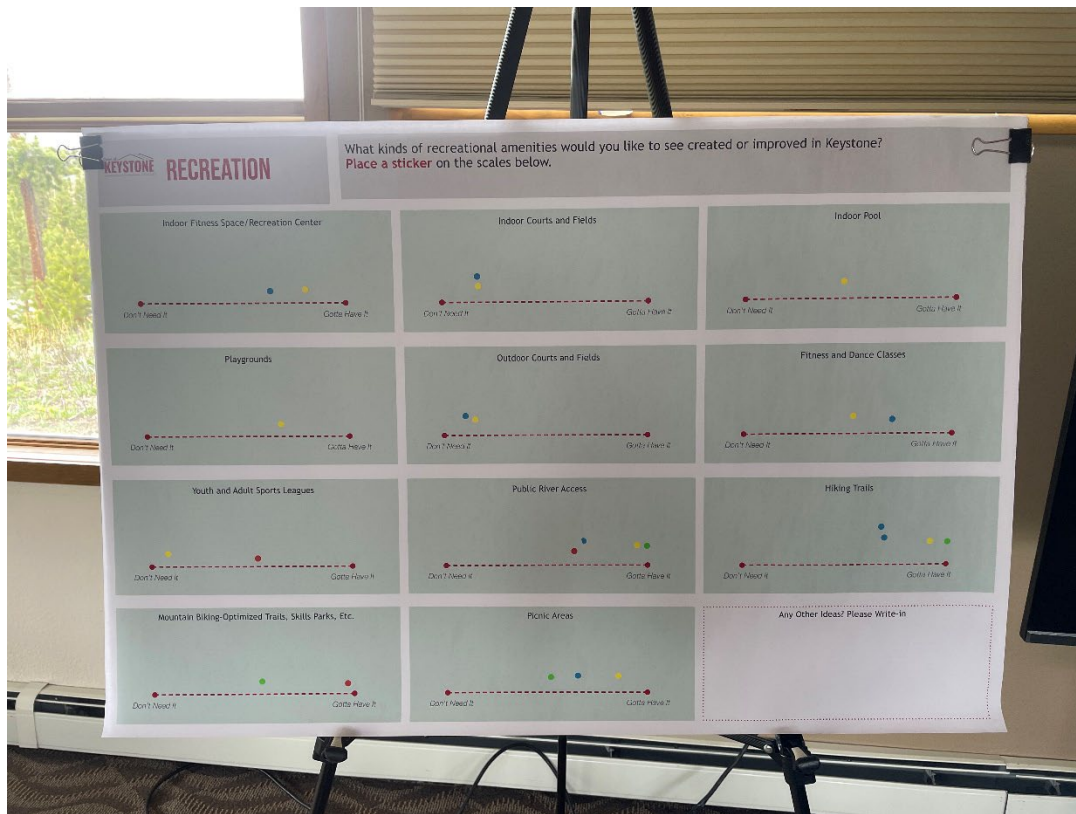 KEYSTONE RECREATION
What kinds of recreational amenities would you like to see created or improved in Keystone?
Place a sticker on the scales below.
Indoor Fitness Space/Recreation Center
Don't Need It Gotta Have It
Indoor Courts and Fields
Don't Need It Gotta Have It
Indoor Pool
Don't Need It Gotta Have It
Playgrounds
Don't Need It Gotta Have It
Outdoor Courts and Fields
Don't Need It Gotta Have It
Fitness and Dance Classes
Don't Need It Gotta Have It
Youth and Adult Sports Leagues
Don't Need It Gotta Have It
Public River Access
Don't Need It Gotta Have It
Hiking Trails
Don't Need It Gotta Have It
Mountain Biking-Optimized Trails, Skills Parks, Etc.
Don't Need It Gotta Have It
Picnic Areas
Don't Need It Gotta Have It
Any Other Ideas? Please Write-in